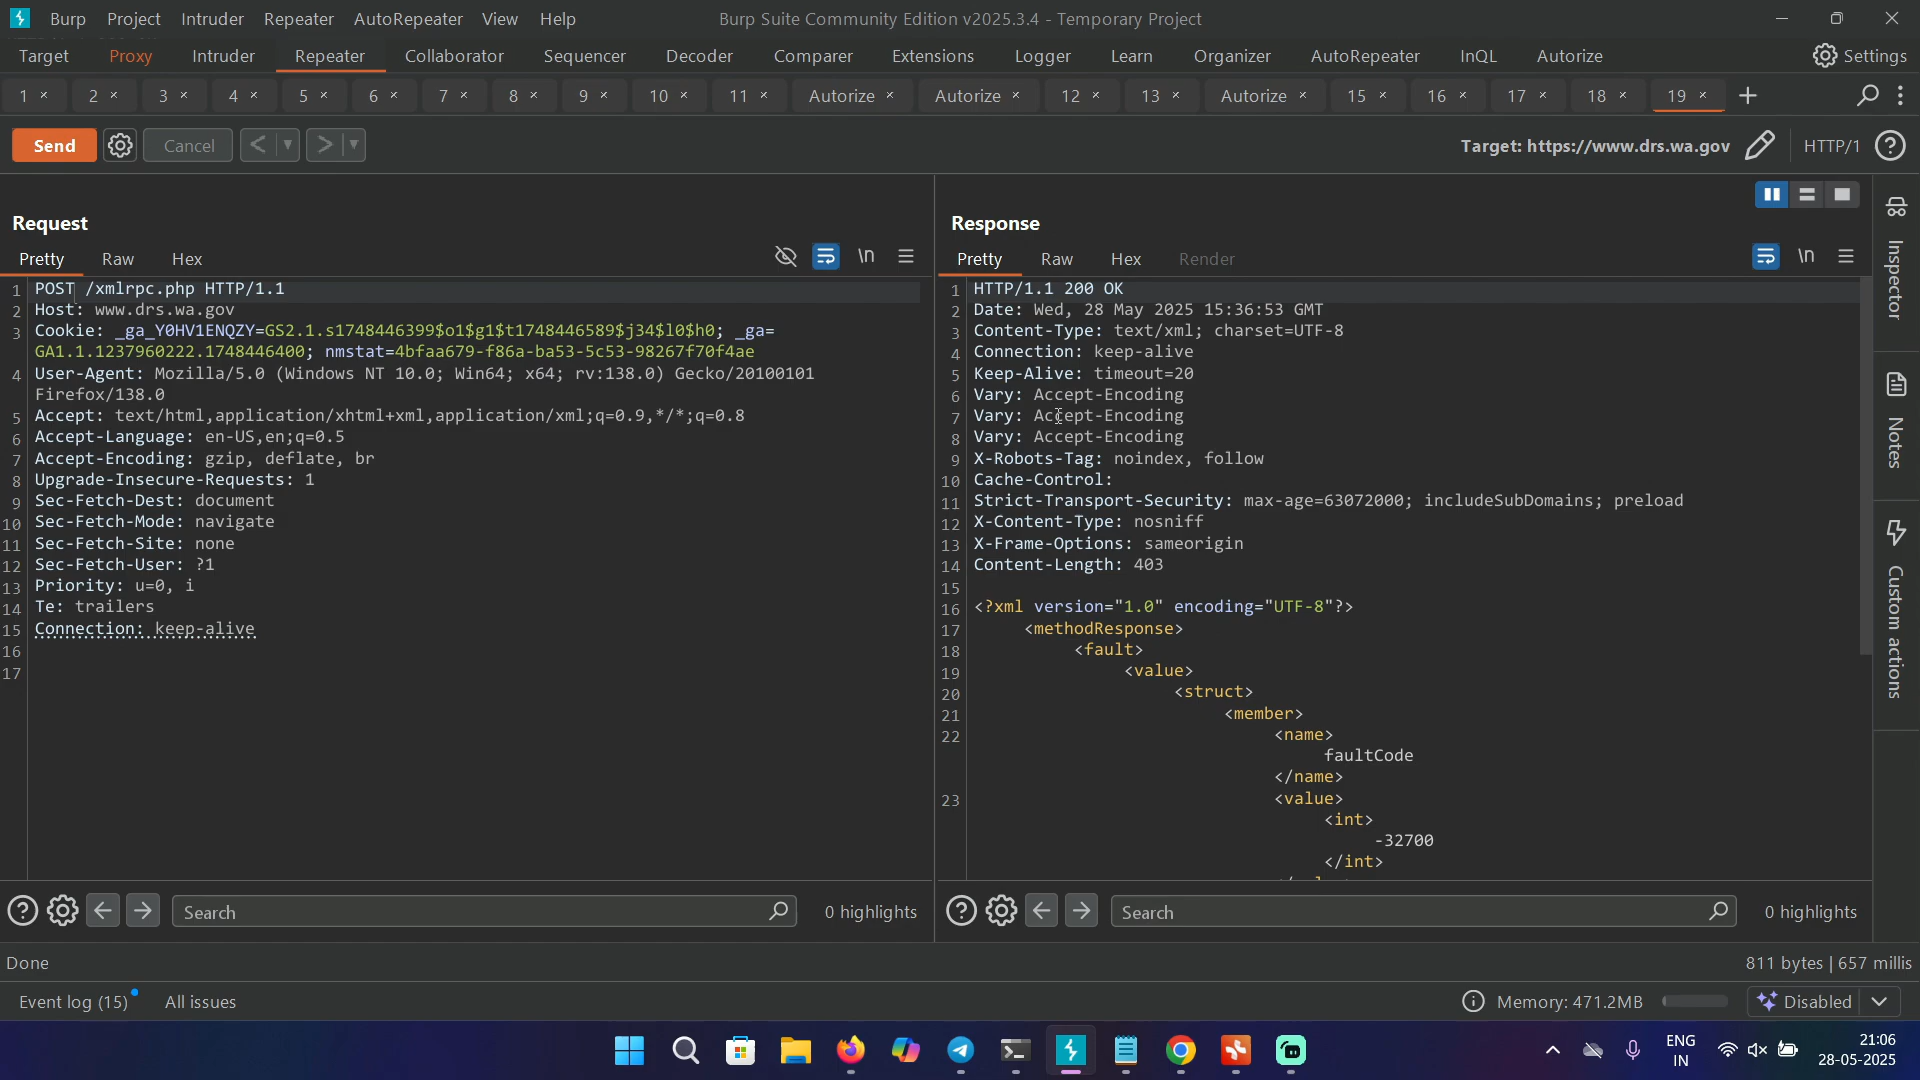 Burp Project Intruder Repeater AutoRepeater View Help Burp Suite Community Edition v2025.3.4 - Temporary Project
Target Proxy Intruder Repeater Collaborator Sequencer Decoder Comparer Extensions Logger Learn Organizer AutoRepeater InQL Autorize Settings
1 × 2 × 3 × 4 × 5 × 6 × 7 × 8 × 9 × 10 × 11 × Autorize × Autorize × 12 × 13 × Autorize × 15 × 16 × 17 × 18 × 19 × +
Send Cancel < > Target: https://www.drs.wa.gov HTTP/1 ?
Request
Pretty Raw Hex \n
1 POST /xmlrpc.php HTTP/1.1
2 Host: www.drs.wa.gov
3 Cookie: _ga_Y0HV1ENQZY=GS2.1.s1748446399$o1$g1$t1748446589$j34$l0$h0; _ga=
GA1.1.1237960222.1748446400; nmstat=4bfaa679-f86a-ba53-5c53-98267f70f4ae
4 User-Agent: Mozilla/5.0 (Windows NT 10.0; Win64; x64; rv:138.0) Gecko/20100101
Firefox/138.0
5 Accept: text/html,application/xhtml+xml,application/xml;q=0.9,*/*;q=0.8
6 Accept-Language: en-US,en;q=0.5
7 Accept-Encoding: gzip, deflate, br
8 Upgrade-Insecure-Requests: 1
9 Sec-Fetch-Dest: document
10 Sec-Fetch-Mode: navigate
11 Sec-Fetch-Site: none
12 Sec-Fetch-User: ?1
13 Priority: u=0, i
14 Te: trailers
15 Connection: keep-alive
16
17
? Search 0 highlights
Response
Pretty Raw Hex Render \n
1 HTTP/1.1 200 OK
2 Date: Wed, 28 May 2025 15:36:53 GMT
3 Content-Type: text/xml; charset=UTF-8
4 Connection: keep-alive
5 Keep-Alive: timeout=20
6 Vary: Accept-Encoding
7 Vary: Accept-Encoding
8 Vary: Accept-Encoding
9 X-Robots-Tag: noindex, follow
10 Cache-Control:
11 Strict-Transport-Security: max-age=63072000; includeSubDomains; preload
12 X-Content-Type: nosniff
13 X-Frame-Options: sameorigin
14 Content-Length: 403
15
16 <?xml version="1.0" encoding="UTF-8"?>
17 <methodResponse>
18 <fault>
19 <value>
20 <struct>
21 <member>
22 <name>
faultCode
</name>
23 <value>
<int>
-32700
</int>
? Search 0 highlights
Inspector
Notes
Custom actions
Done 811 bytes | 657 millis
Event log (15) All issues Memory: 471.2MB Disabled
ENG
IN
21:06
28-05-2025